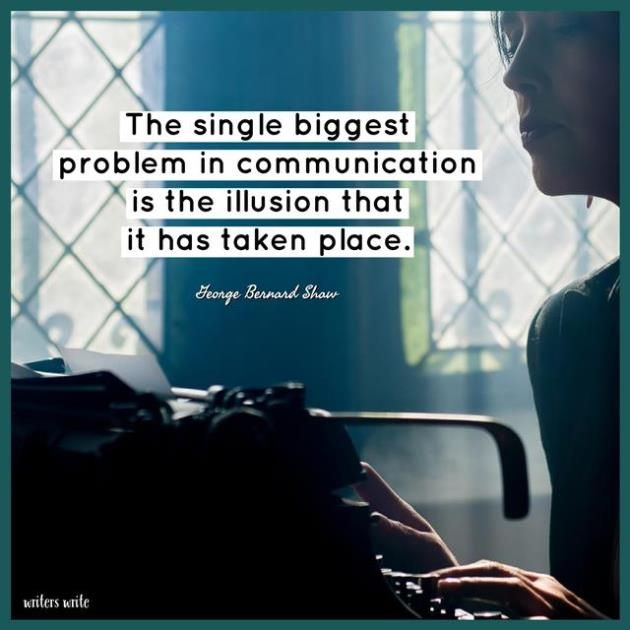 The single biggest
problem in communication
is the illusion that
it has taken place.
George Bernard Shaw
writers write